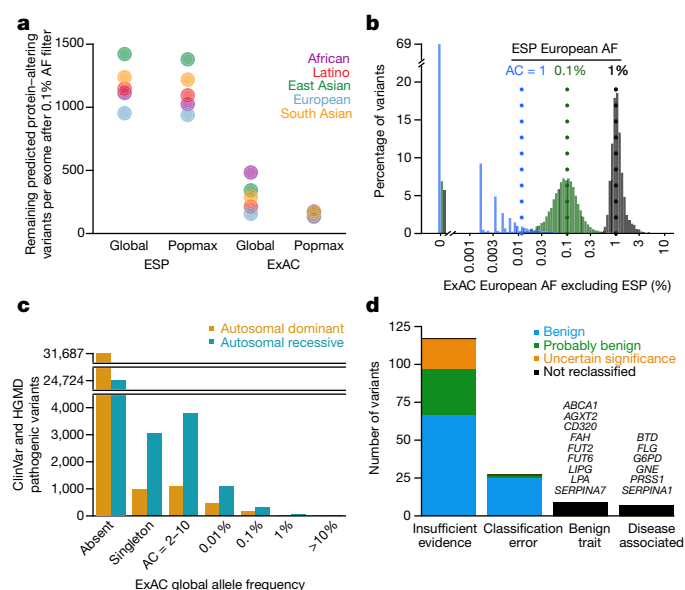 a
Remaining predicted protein–altering
variants per exome after 0.1% AF filter
1500
1000
500
0
African
Latino
East Asian
European
South Asian
Global
Popmax
Global
Popmax
ESP
ExAC
b
Percentage of variants
69
20
15
10
5
0
ESP European AF
AC = 1
0.1%
1%
0
0.001
0.003
0.01
0.03
0.1
0.3
1
3
10
ExAC European AF excluding ESP (%)
c
Autosomal dominant
Autosomal recessive
ClinVar and HGMD
pathogenic variants
31,687
24,724
4,000
3,000
2,000
1,000
0
Absent
Singleton
AC = 2–10
0.01%
0.1%
1%
>10%
ExAC global allele frequency
d
Number of variants
125
100
75
50
25
0
Benign
Probably benign
Uncertain significance
Not reclassified
ABCA1
AGXT2
CD320
FAH
FUT2
FUT6
LIPG
LPA
SERPINA7
BTD
FLG
G6PD
GNE
PRSS1
SERPINA1
Insufficient
evidence
Classification
error
Benign
trait
Disease
associated